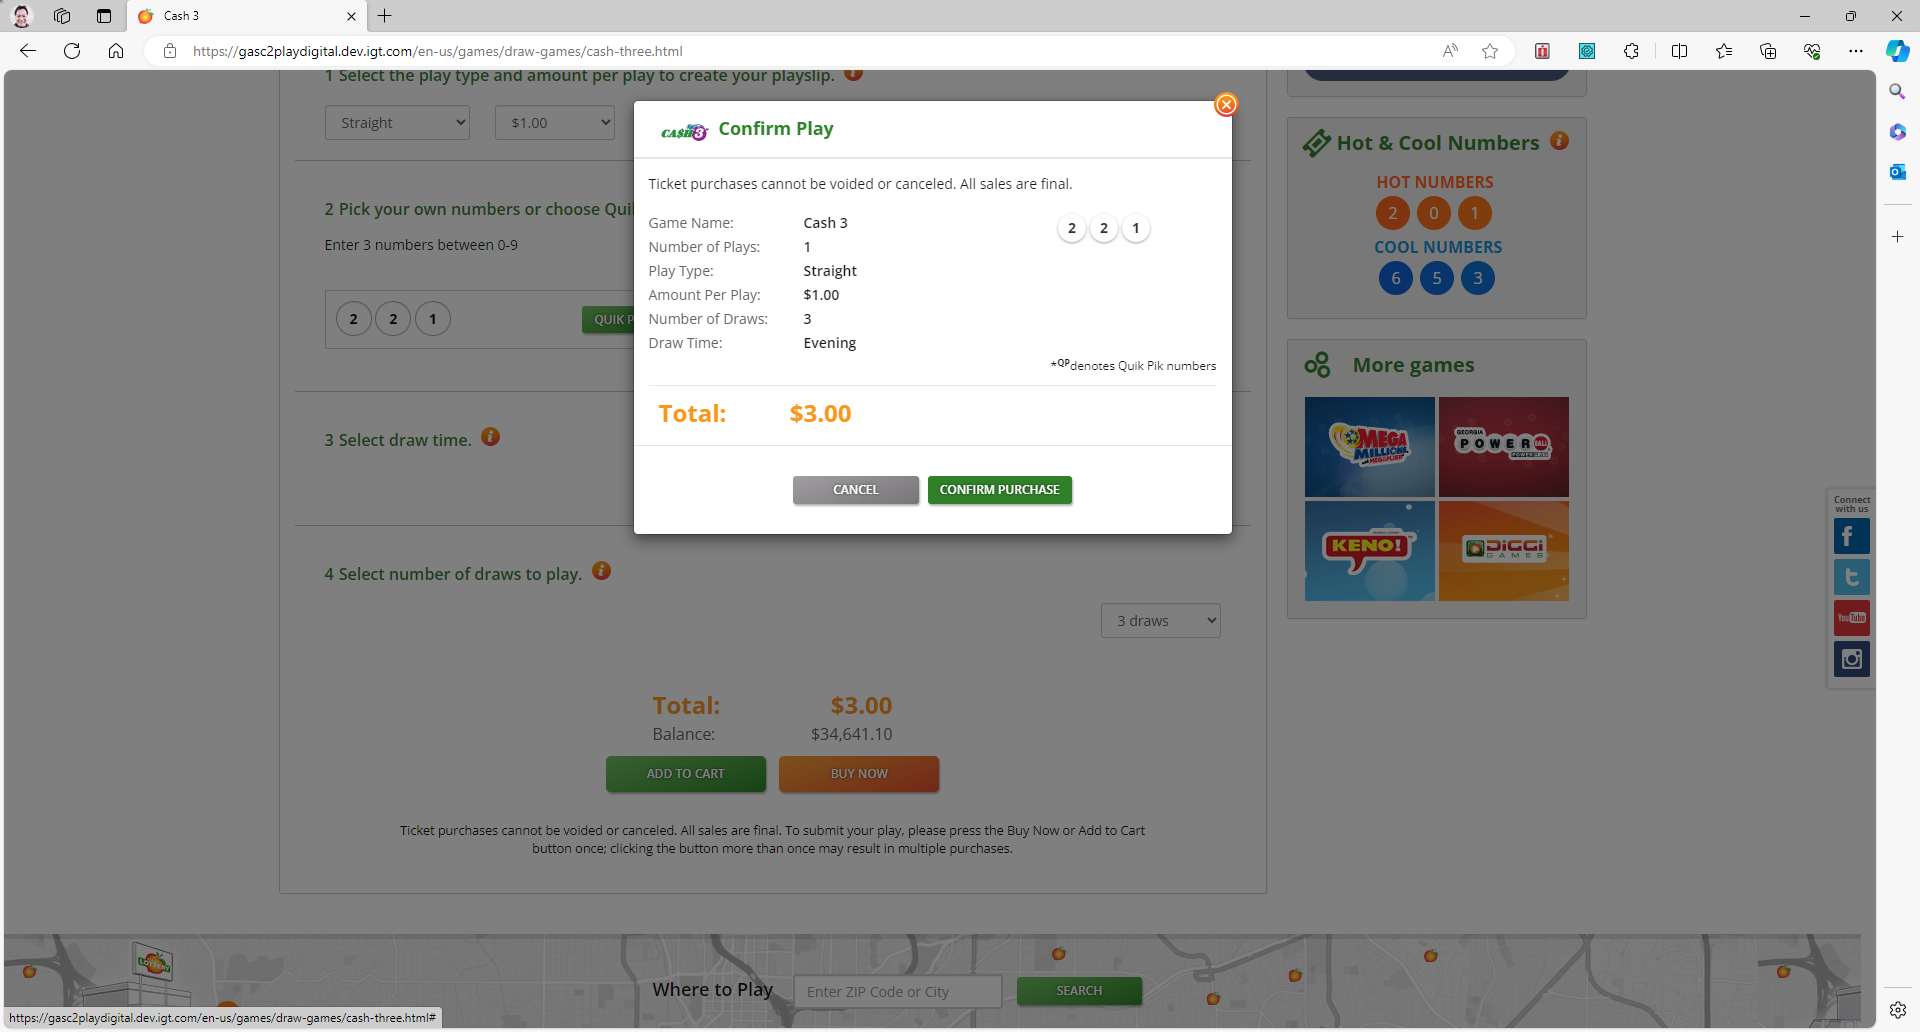 Cash 3
https://gasc2playdigital.dev.igt.com/en-us/games/draw-games/cash-three.html
1 Select the play type and amount per play to create your playslip.
Straight
$1.00
2 Pick your own numbers or choose Qui
Enter 3 numbers between 0-9
2 2 1
QUIK P
3 Select draw time.
4 Select number of draws to play.
3 draws
Total: $3.00
Balance: $34,641.10
ADD TO CART
BUY NOW
Ticket purchases cannot be voided or canceled. All sales are final. To submit your play, please press the Buy Now or Add to Cart
button once; clicking the button more than once may result in multiple purchases.
CASH 3
Confirm Play
Ticket purchases cannot be voided or canceled. All sales are final.
Game Name: Cash 3
2 2 1
Number of Plays: 1
Play Type: Straight
Amount Per Play: $1.00
Number of Draws: 3
Draw Time: Evening
*QPdenotes Quik Pik numbers
Total: $3.00
CANCEL
CONFIRM PURCHASE
Hot & Cool Numbers
HOT NUMBERS
2 0 1
COOL NUMBERS
6 5 3
More games
MEGA
MILLIONS
GEORGIA
POWERBALL
KENO!
DiGGi
GAMES
Connect
with us
YouTube
LOTTERY
Where to Play
Enter ZIP Code or City
SEARCH
https://gasc2playdigital.dev.igt.com/en-us/games/draw-games/cash-three.html#